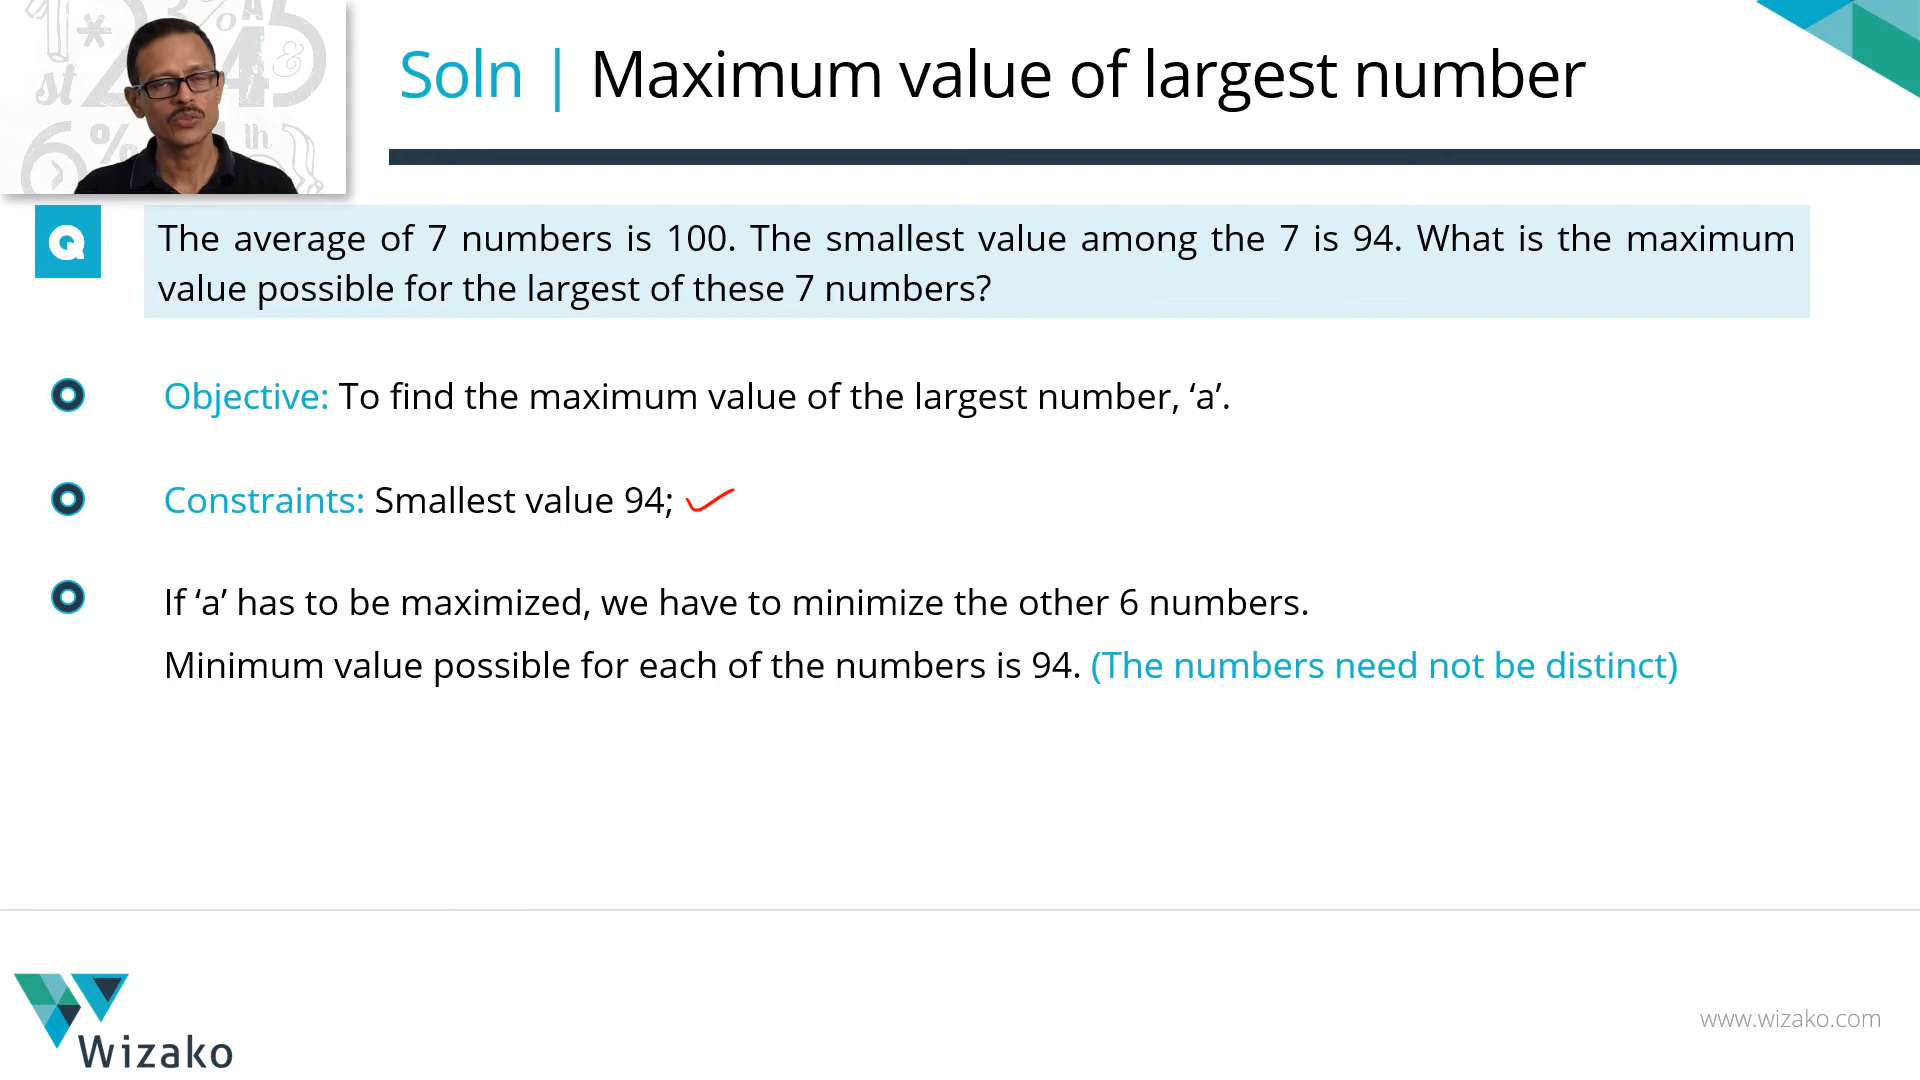 Soln | Maximum value of largest number
Q
The average of 7 numbers is 100. The smallest value among the 7 is 94. What is the maximum
value possible for the largest of these 7 numbers?
Objective: To find the maximum value of the largest number, ‘a’.
Constraints: Smallest value 94;
If ‘a’ has to be maximized, we have to minimize the other 6 numbers.
Minimum value possible for each of the numbers is 94. (The numbers need not be distinct)
Wizako
www.wizako.com